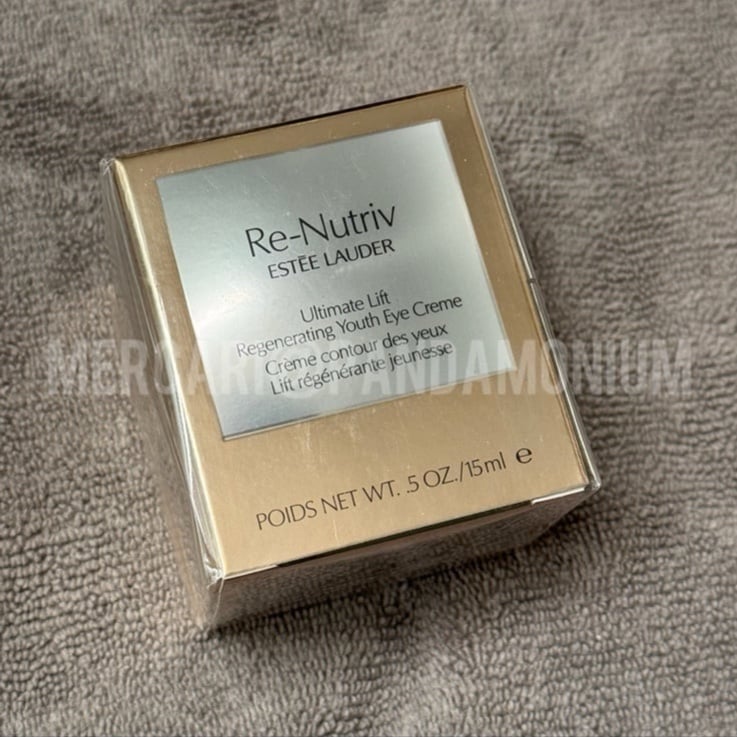 Re-Nutriv
ESTĒE LAUDER
Ultimate Lift
Regenerating Youth Eye Creme
Crème contour des yeux
Lift régénérante jeunesse
MERCARI@PANDAMONIUM
POIDS NET WT. .5 OZ./15ml e